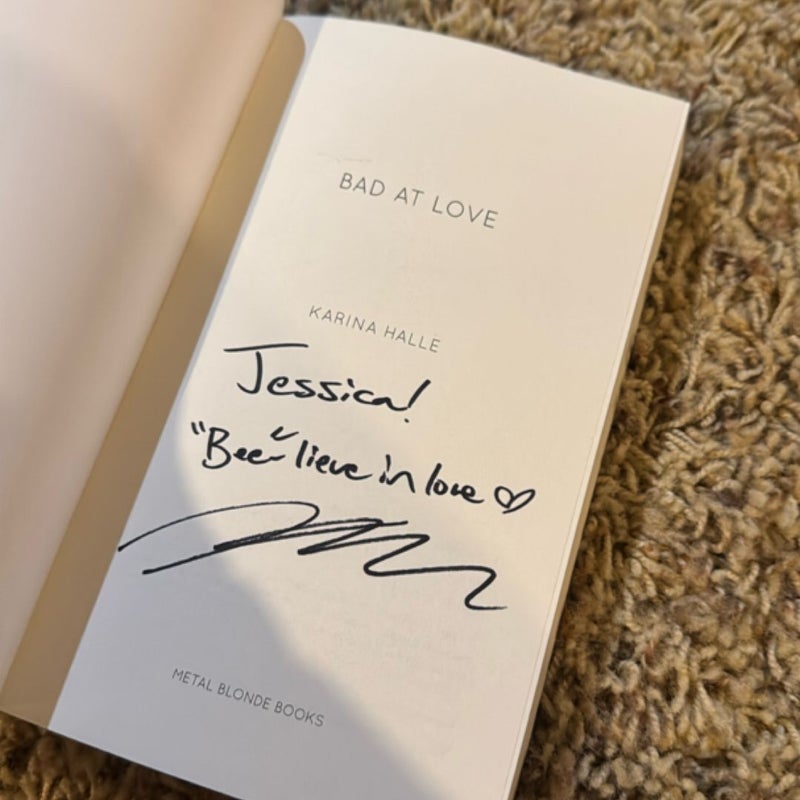 BAD AT LOVE
KARINA HALLE
Jessica!
"Bee" lieve in love ♡
METAL BLONDE BOOKS